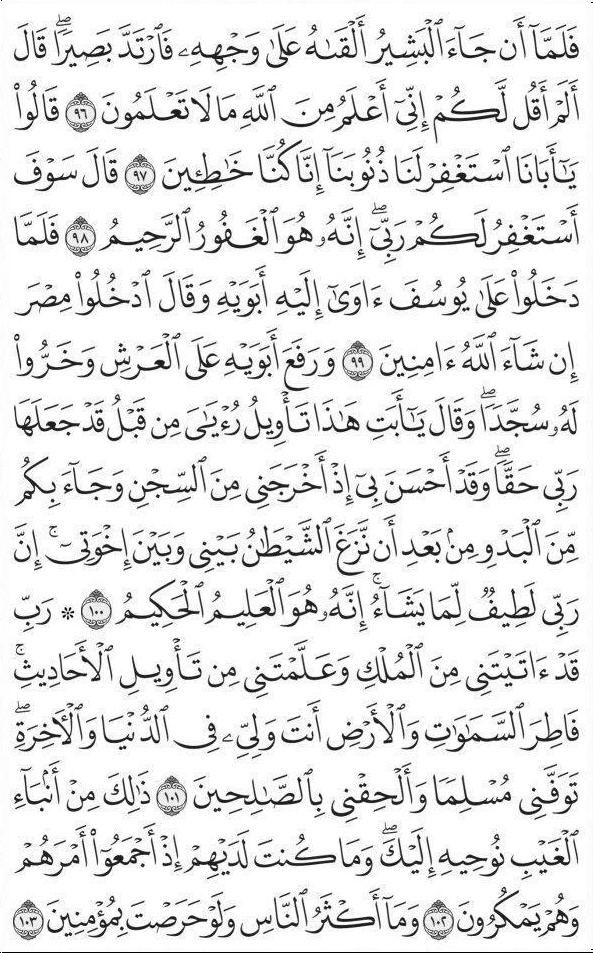 فَلَمَّآ أَن جَآءَ ٱلْبَشِيرُ أَلْقَىٰهُ عَلَىٰ وَجْهِهِۦ فَٱرْتَدَّ بَصِيرًاۖ قَالَ
أَلَمْ أَقُل لَّكُمْ إِنِّىٓ أَعْلَمُ مِنَ ٱللَّهِ مَا لَا تَعْلَمُونَ ٩٦ قَالُوا۟
يَـٰٓأَبَانَا ٱسْتَغْفِرْ لَنَا ذُنُوبَنَآ إِنَّا كُنَّا خَـٰطِـِٔينَ ٩٧ قَالَ سَوْفَ
أَسْتَغْفِرُ لَكُمْ رَبِّىٓۖ إِنَّهُۥ هُوَ ٱلْغَفُورُ ٱلرَّحِيمُ ٩٨ فَلَمَّا
دَخَلُوا۟ عَلَىٰ يُوسُفَ ءَاوَىٰٓ إِلَيْهِ أَبَوَيْهِ وَقَالَ ٱدْخُلُوا۟ مِصْرَ
إِن شَآءَ ٱللَّهُ ءَامِنِينَ ٩٩ وَرَفَعَ أَبَوَيْهِ عَلَى ٱلْعَرْشِ وَخَرُّوا۟
لَهُۥ سُجَّدًاۖ وَقَالَ يَـٰٓأَبَتِ هَـٰذَا تَأْوِيلُ رُءْيَـٰىَ مِن قَبْلُ قَدْ جَعَلَهَا
رَبِّى حَقًّاۖ وَقَدْ أَحْسَنَ بِىٓ إِذْ أَخْرَجَنِى مِنَ ٱلسِّجْنِ وَجَآءَ بِكُم
مِّنَ ٱلْبَدْوِ مِنۢ بَعْدِ أَن نَّزَغَ ٱلشَّيْطَـٰنُ بَيْنِى وَبَيْنَ إِخْوَتِىٓۚ إِنَّ
رَبِّى لَطِيفٌ لِّمَا يَشَآءُۚ إِنَّهُۥ هُوَ ٱلْعَلِيمُ ٱلْحَكِيمُ ١٠٠ * رَبِّ
قَدْ ءَاتَيْتَنِى مِنَ ٱلْمُلْكِ وَعَلَّمْتَنِى مِن تَأْوِيلِ ٱلْأَحَادِيثِۚ
فَاطِرَ ٱلسَّمَـٰوَٰتِ وَٱلْأَرْضِ أَنتَ وَلِىِّۦ فِى ٱلدُّنْيَا وَٱلْـَٔاخِرَةِۖ
تَوَفَّنِى مُسْلِمًا وَأَلْحِقْنِى بِٱلصَّـٰلِحِينَ ١٠١ ذَٰلِكَ مِنْ أَنۢبَآءِ
ٱلْغَيْبِ نُوحِيهِ إِلَيْكَۖ وَمَا كُنتَ لَدَيْهِمْ إِذْ أَجْمَعُوٓا۟ أَمْرَهُمْ
وَهُمْ يَمْكُرُونَ ١٠٢ وَمَآ أَكْثَرُ ٱلنَّاسِ وَلَوْ حَرَصْتَ بِمُؤْمِنِينَ ١٠٣